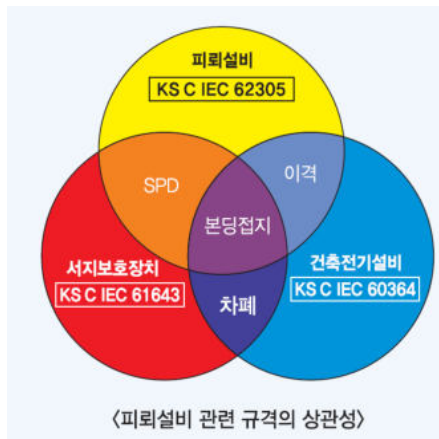 피뢰설비
KS C IEC 62305
SPD
이격
본딩접지
서지보호장치
KS C IEC 61643
건축전기설비
KS C IEC 60364
차폐
〈피뢰설비 관련 규격의 상관성〉